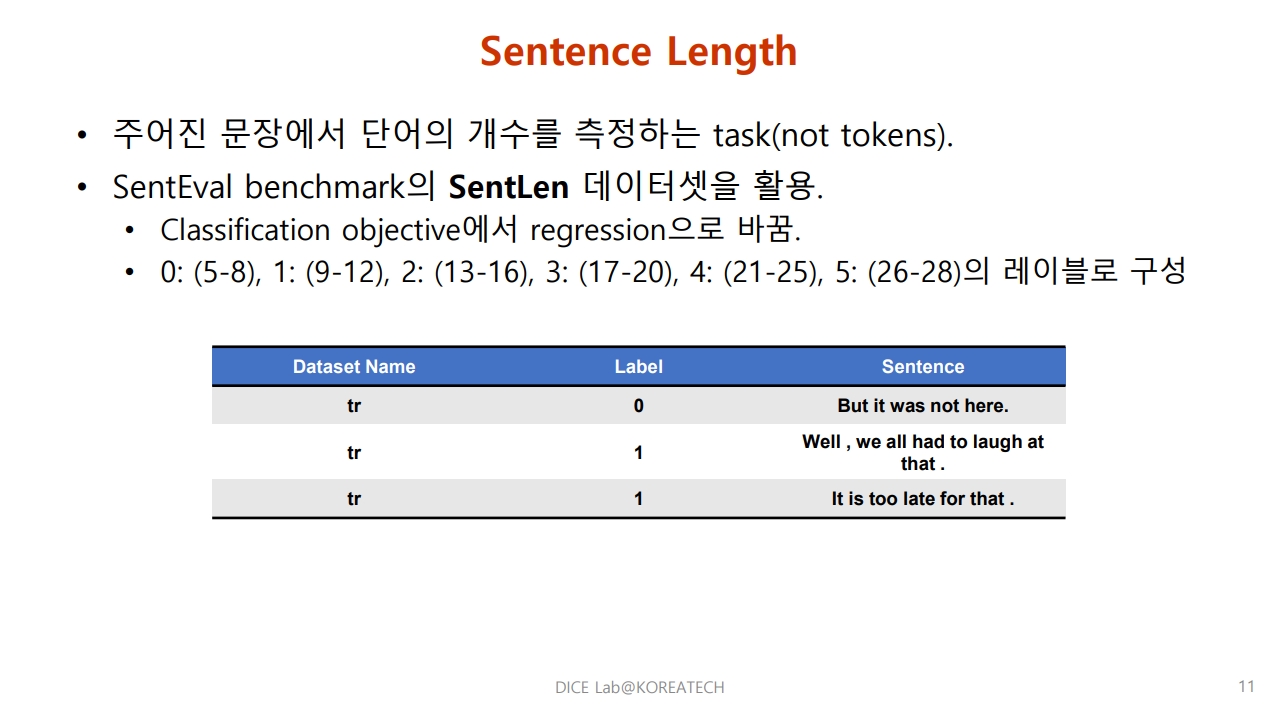 Sentence Length
• 주어진 문장에서 단어의 개수를 측정하는 task(not tokens).
• SentEval benchmark의 SentLen 데이터셋을 활용.
• Classification objective에서 regression으로 바꿈.
• 0: (5-8), 1: (9-12), 2: (13-16), 3: (17-20), 4: (21-25), 5: (26-28)의 레이블로 구성
Dataset Name Label Sentence
tr 0 But it was not here.
tr 1 Well , we all had to laugh at
that .
tr 1 It is too late for that .
DICE Lab@KOREATECH
11